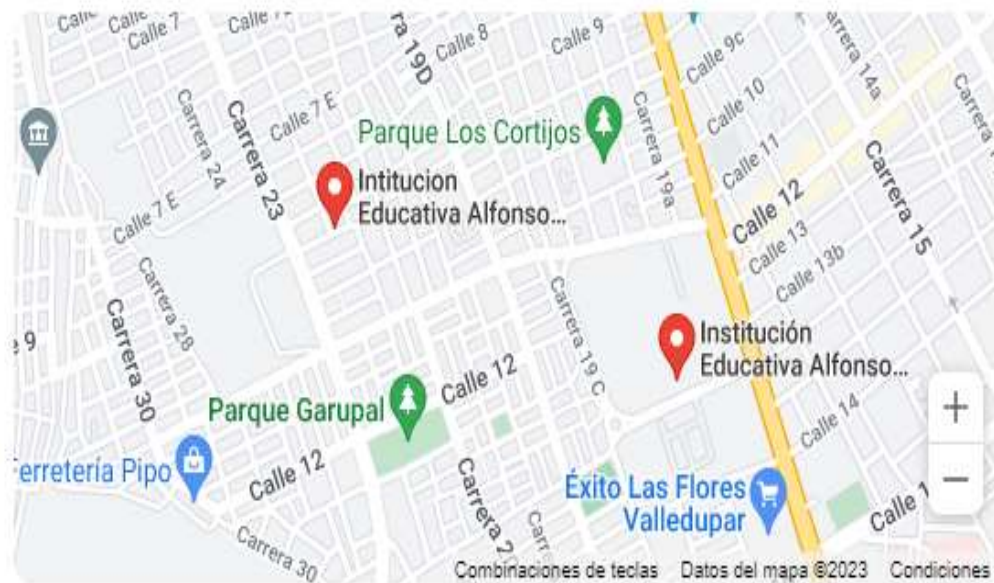 Calle 7
Calle 8
Calle 9
Calle 9c
Carrera 14a
Carrera 19D
Calle 7 E
Calle 10
Carrera 24
Parque Los Cortijos
Carrera 19a
Calle 11
Carrera 23
Intitucion
Educativa Alfonso...
Calle 12
Carrera 15
Calle 7 E
Calle 13
Calle 13b
Carrera 28
Carrera 30
Carrera 19 C
Institución
Educativa Alfonso...
Calle 12
Parque Garupal
Calle 14
Ferretería Pipo
Calle 12
Éxito Las Flores
Valledupar
Carrera 30
Combinaciones de teclas Datos del mapa ©2023 Condiciones